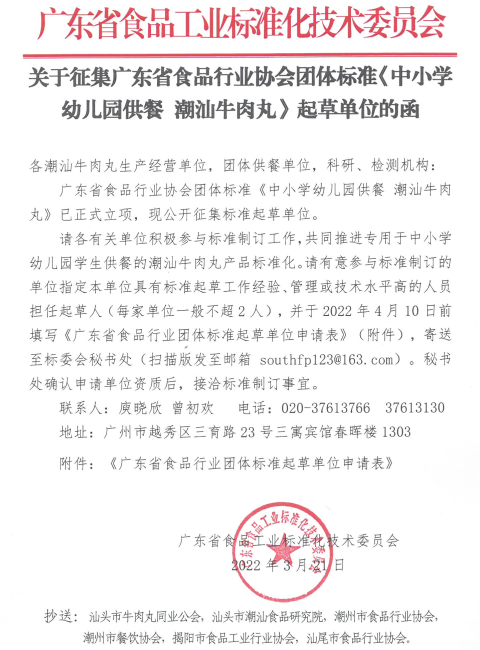 广东省食品工业标准化技术委员会
关于征集广东省食品行业协会团体标准《中小学
幼儿园供餐 潮汕牛肉丸》起草单位的函
各潮汕牛肉丸生产经营单位，团体供餐单位，科研、检测机构：
广东省食品行业协会团体标准《中小学幼儿园供餐 潮汕牛肉
丸》已正式立项，现公开征集标准起草单位。
请各有关单位积极参与标准制订工作，共同推进专用于中小学
幼儿园学生供餐的潮汕牛肉丸产品标准化。请有意参与标准制订的
单位指定本单位具有标准起草工作经验、管理或技术水平高的人员
担任起草人（每家单位一般不超2人），并于2022年4月10日前
填写《广东省食品行业团体标准起草单位申请表》（附件），寄送
至标委会秘书处（扫描版发至邮箱 southfp123@163.com）。秘书
处确认申请单位资质后，接洽标准制订事宜。
联系人：庾晓欣 曾初欢 电话：020-37613766 37613130
地址：广州市越秀区三育路23号三寓宾馆春晖楼1303
附件：《广东省食品行业团体标准起草单位申请表》
广东省食品工业标准化技术委员会
广东省食品工业标准化技术委员会
2022年3月21日
抄送：汕头市牛肉丸同业公会，汕头市潮汕食品研究院，潮州市食品行业协会，
潮州市餐饮协会，揭阳市食品工业行业协会，汕尾市食品行业协会。